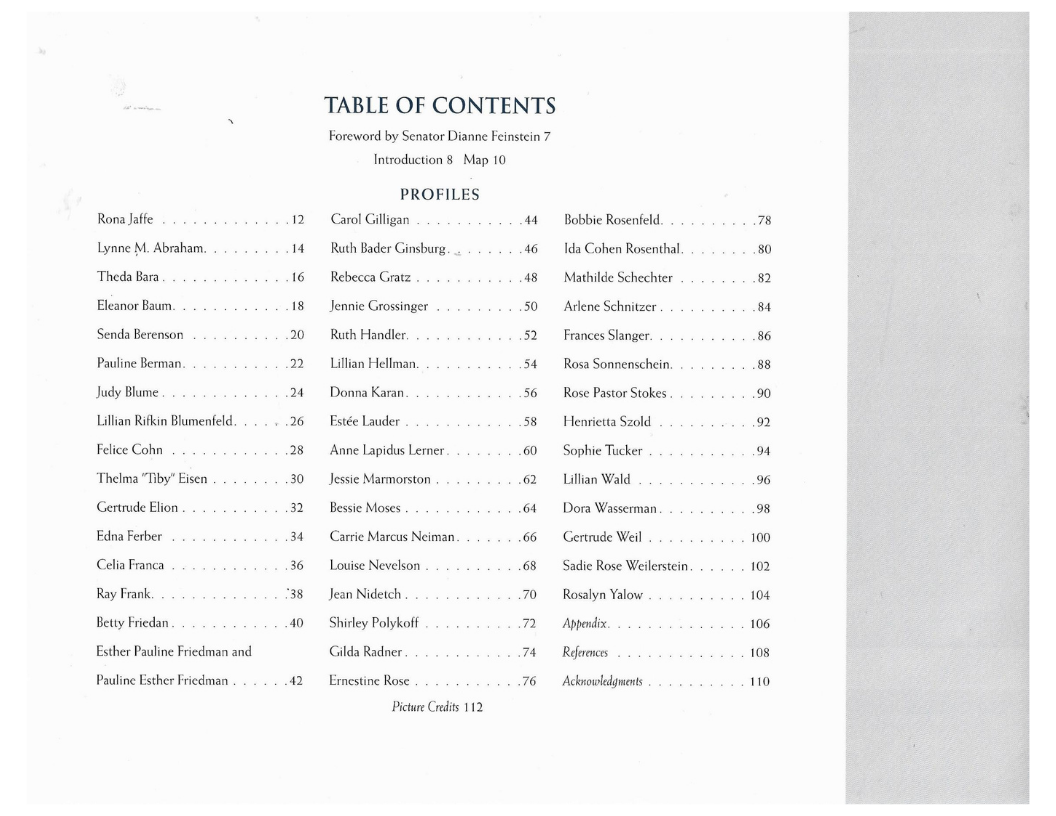 TABLE OF CONTENTS
Foreword by Senator Dianne Feinstein 7
Introduction 8 Map 10
PROFILES
Rona Jaffe . . . . . . . . . . . . . 12
Lynne M. Abraham. . . . . . . . . 14
Theda Bara . . . . . . . . . . . . . 16
Eleanor Baum. . . . . . . . . . . . 18
Senda Berenson . . . . . . . . . . 20
Pauline Berman. . . . . . . . . . . 22
Judy Blume . . . . . . . . . . . . . 24
Lillian Rifkin Blumenfeld. . . . . . 26
Felice Cohn . . . . . . . . . . . . 28
Thelma "Tiby" Eisen . . . . . . . . 30
Gertrude Elion . . . . . . . . . . . 32
Edna Ferber . . . . . . . . . . . . 34
Celia Franca . . . . . . . . . . . . 36
Ray Frank. . . . . . . . . . . . . . 38
Betty Friedan . . . . . . . . . . . . 40
Esther Pauline Friedman and
Pauline Esther Friedman . . . . . . 42
Carol Gilligan . . . . . . . . . . . 44
Ruth Bader Ginsburg. . . . . . . . 46
Rebecca Gratz . . . . . . . . . . . 48
Jennie Grossinger . . . . . . . . . 50
Ruth Handler. . . . . . . . . . . . 52
Lillian Hellman. . . . . . . . . . . 54
Donna Karan. . . . . . . . . . . . 56
Estée Lauder . . . . . . . . . . . . 58
Anne Lapidus Lerner. . . . . . . . 60
Jessie Marmorston . . . . . . . . . 62
Bessie Moses . . . . . . . . . . . . 64
Carrie Marcus Neiman. . . . . . . 66
Louise Nevelson . . . . . . . . . . 68
Jean Nidetch . . . . . . . . . . . . 70
Shirley Polykoff . . . . . . . . . . 72
Gilda Radner. . . . . . . . . . . . 74
Ernestine Rose . . . . . . . . . . . 76
Bobbie Rosenfeld. . . . . . . . . . 78
Ida Cohen Rosenthal. . . . . . . . 80
Mathilde Schechter . . . . . . . . 82
Arlene Schnitzer . . . . . . . . . . 84
Frances Slanger. . . . . . . . . . . 86
Rosa Sonnenschein. . . . . . . . . 88
Rose Pastor Stokes . . . . . . . . . 90
Henrietta Szold . . . . . . . . . . 92
Sophie Tucker . . . . . . . . . . . 94
Lillian Wald . . . . . . . . . . . . 96
Dora Wasserman. . . . . . . . . . 98
Gertrude Weil . . . . . . . . . . 100
Sadie Rose Weilerstein. . . . . . 102
Rosalyn Yalow . . . . . . . . . . 104
Appendix. . . . . . . . . . . . . . 106
References . . . . . . . . . . . . . 108
Acknowledgments . . . . . . . . . . 110
Picture Credits 112